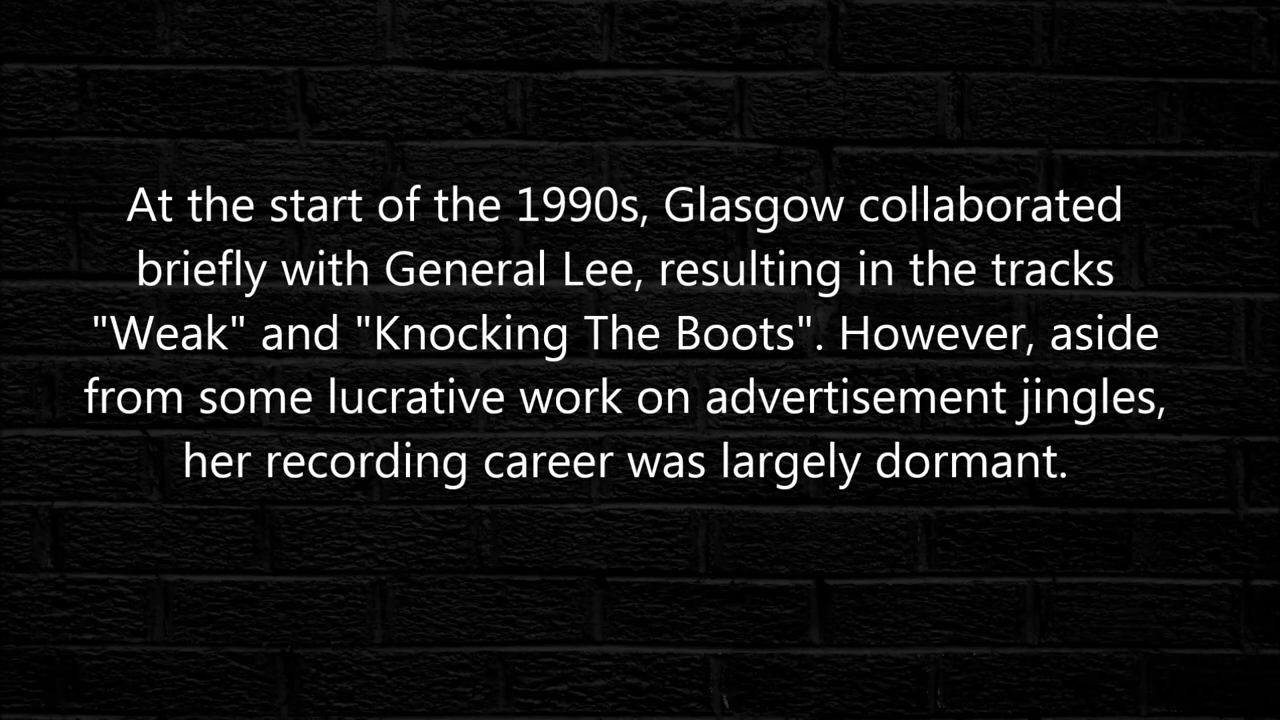 At the start of the 1990s, Glasgow collaborated
briefly with General Lee, resulting in the tracks
"Weak" and "Knocking The Boots". However, aside
from some lucrative work on advertisement jingles,
her recording career was largely dormant.